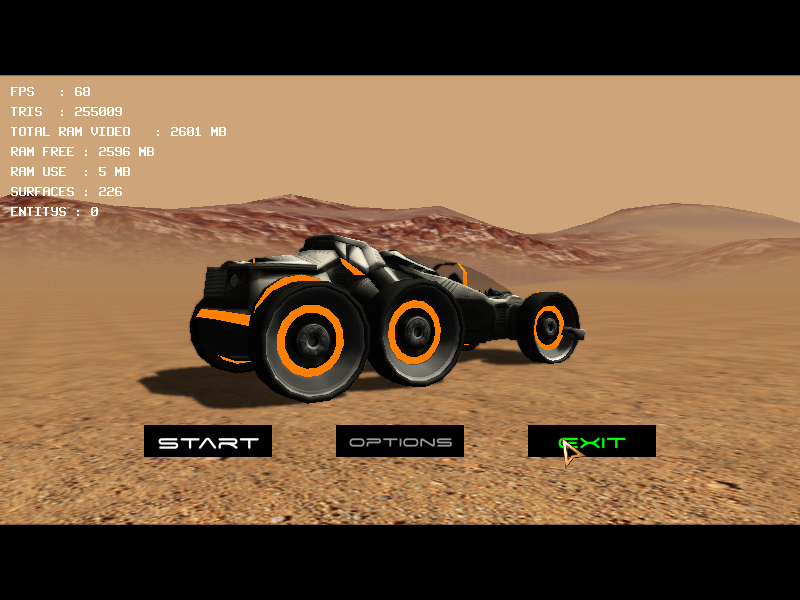 FPS : 68
TRIS : 255009
TOTAL RAM VIDEO : 2601 MB
RAM FREE : 2596 MB
RAM USE : 5 MB
SURFACES : 226
ENTITYS : 0
START OPTIONS EXIT